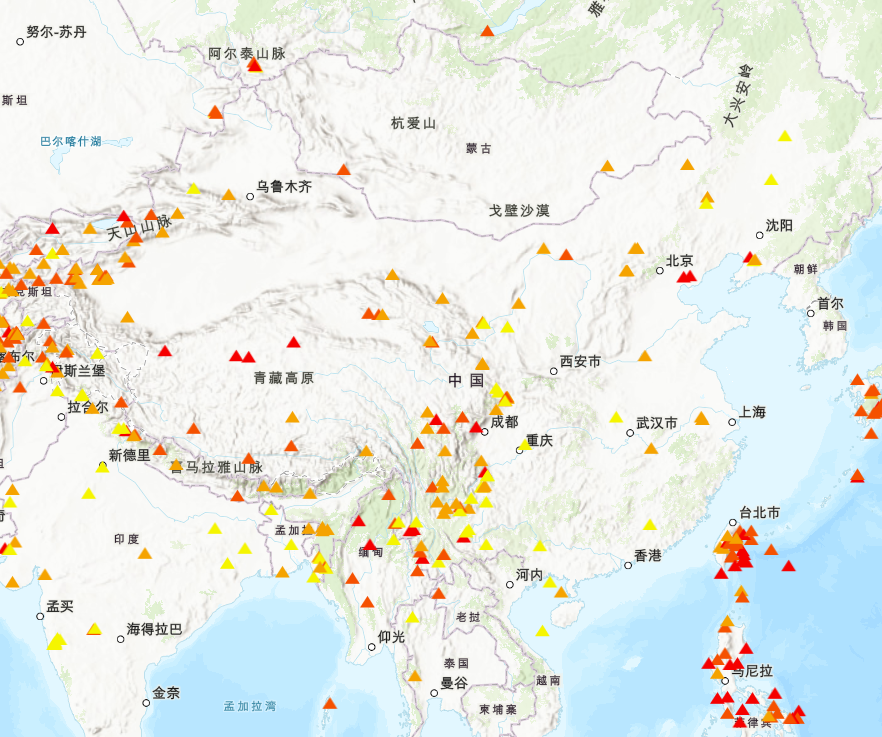 努尔-苏丹
雅
阿尔泰山脉
大兴安岭
斯坦
杭爱山
巴尔喀什湖
蒙古
乌鲁木齐
戈壁沙漠
天山山脉
沈阳
北京
朝鲜
克斯坦
首尔
韩国
喀布尔
西安市
斯兰堡
青藏高原
中国
拉合尔
上海
成都
武汉市
重庆
新德里
喜马拉雅山脉
台北市
孟加拉
印度
缅甸
香港
河内
孟买
老挝
海得拉巴
仰光
泰国
马尼拉
越南
曼谷
金奈
孟加拉湾
柬埔寨
菲律宾